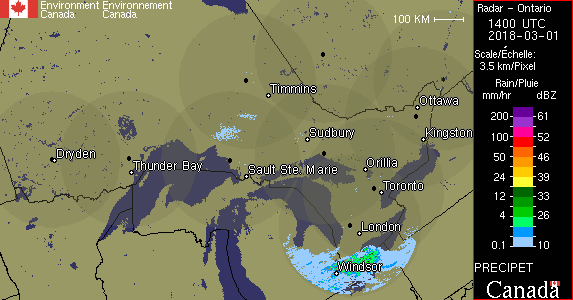 Environment Environnement
Canada Canada
100 KM
Radar - Ontario
1400 UTC
2018-03-01
Scale/Échelle:
3.5 km/Pixel
Rain/Pluie
mm/hr dBZ
200 61
100 52
50 50
50 46
24 39
12 33
4 26
0.1 10
PRECIPET
Canada
Timmins
Ottawa
Sudbury
Kingston
Dryden
Thunder Bay
Sault Ste. Marie
Orillia
Toronto
London
Windsor